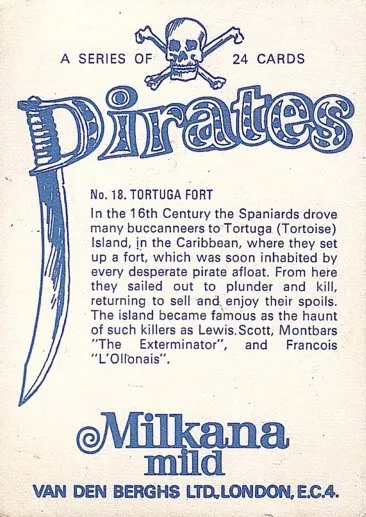 A SERIES OF 24 CARDS
Pirates
No. 18. TORTUGA FORT
In the 16th Century the Spaniards drove
many buccanneers to Tortuga (Tortoise)
Island, in the Caribbean, where they set
up a fort, which was soon inhabited by
every desperate pirate afloat. From here
they sailed out to plunder and kill,
returning to sell and enjoy their spoils.
The island became famous as the haunt
of such killers as Lewis Scott, Montbars
"The Exterminator", and Francois
"L'Ollonais".
Milkana
mild
VAN DEN BERGHS LTD., LONDON, E.C.4.